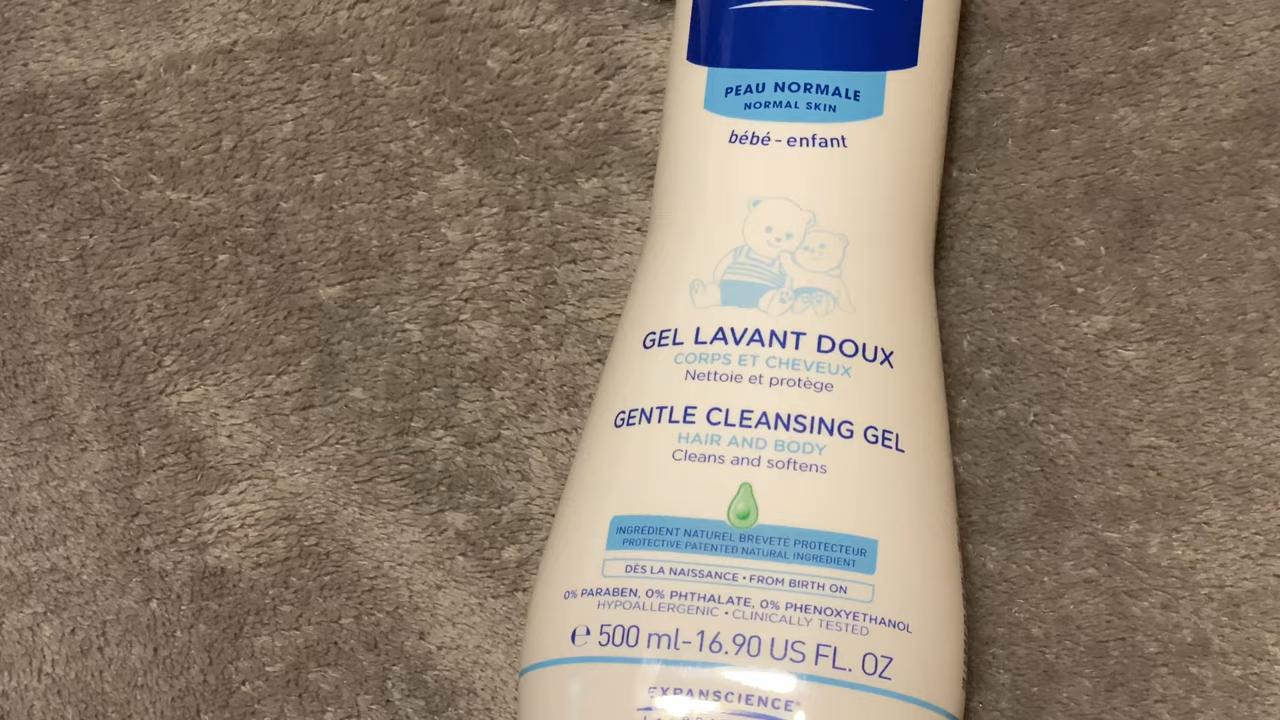 PEAU NORMALE
NORMAL SKIN
bébé - enfant
GEL LAVANT DOUX
CORPS ET CHEVEUX
Nettoie et protège
GENTLE CLEANSING GEL
HAIR AND BODY
Cleans and softens
INGRÉDIENT NATUREL BREVETÉ PROTECTEUR
PROTECTIVE PATENTED NATURAL INGREDIENT
DÈS LA NAISSANCE • FROM BIRTH ON
0% PARABEN, 0% PHTHALATE, 0% PHENOXYETHANOL
HYPOALLERGENIC • CLINICALLY TESTED
℮ 500 ml-16.90 US FL. OZ
EXPANSCIENCE